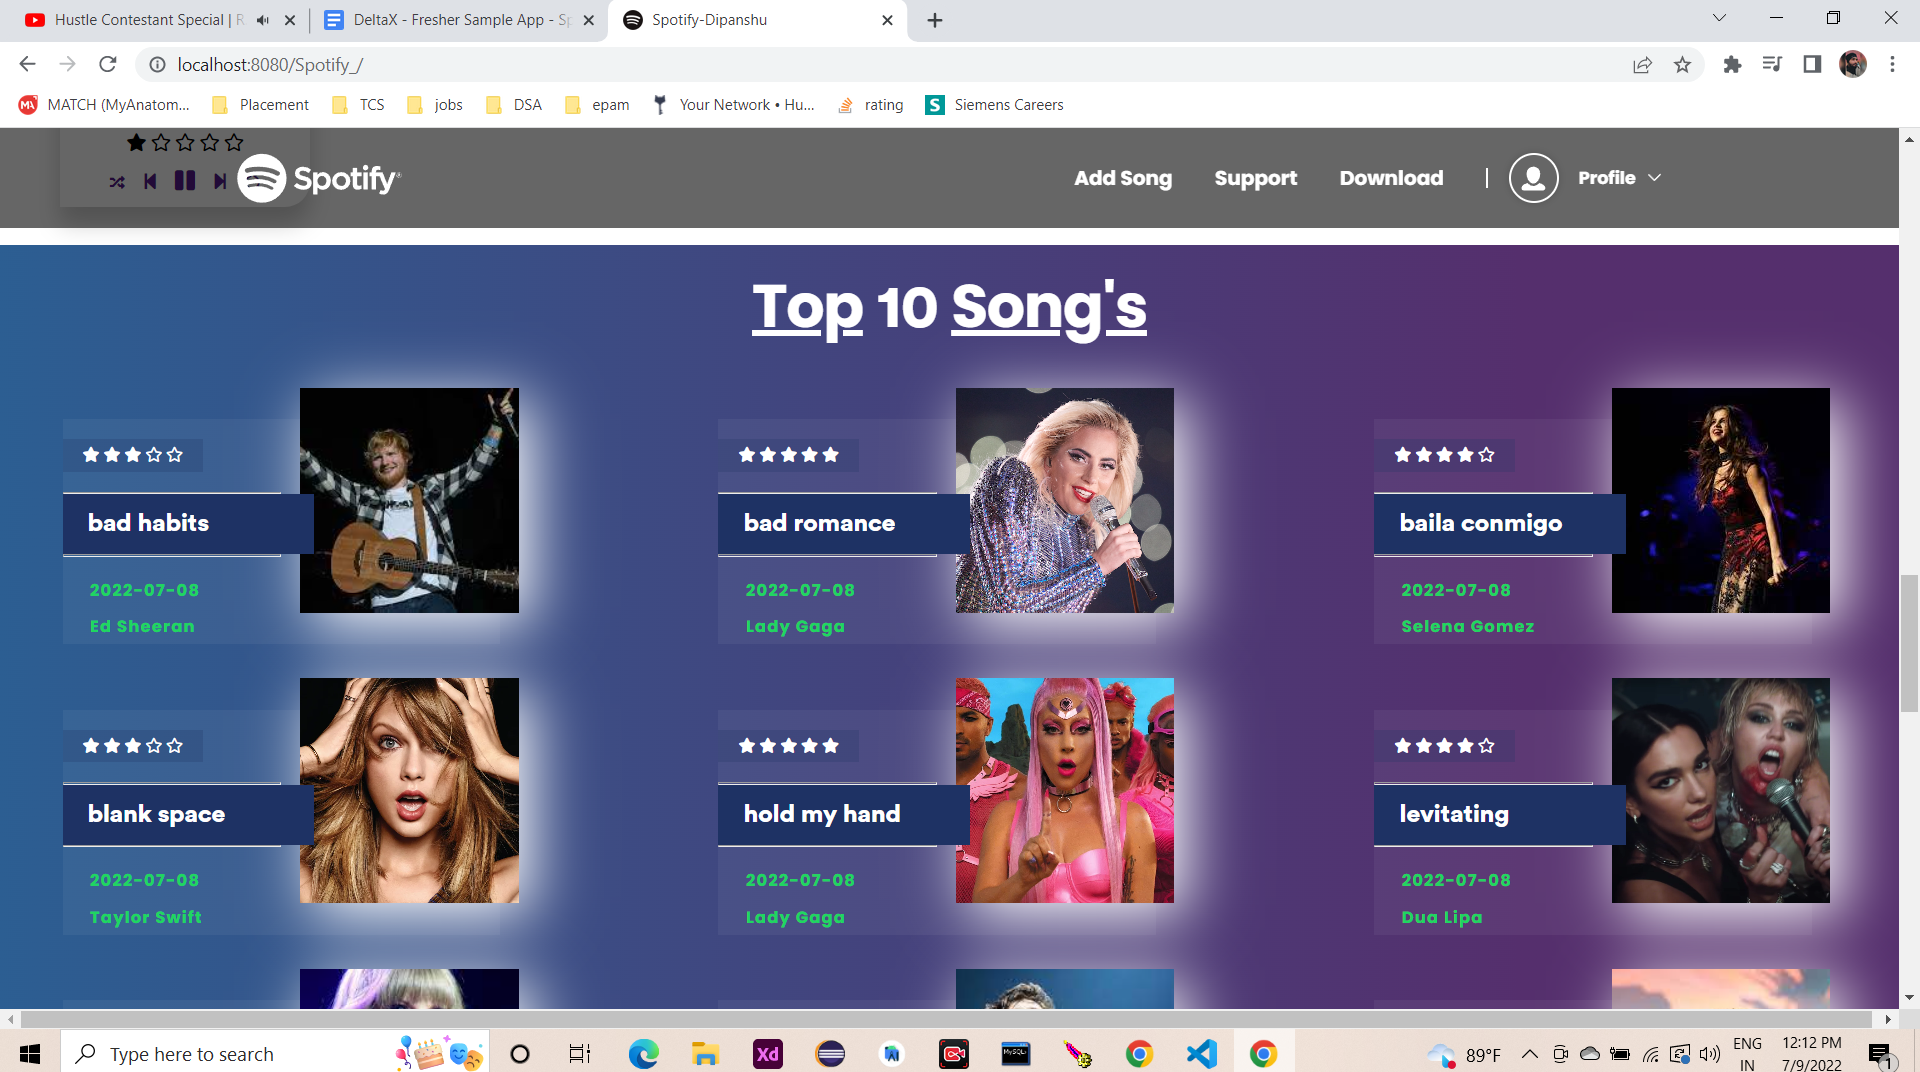 Hustle Contestant Special | R
DeltaX - Fresher Sample App - Sp
Spotify-Dipanshu
localhost:8080/Spotify_/
MATCH (MyAnatom...
Placement
TCS
jobs
DSA
epam
Your Network • Hu...
rating
S
Siemens Careers
Spotify
Add Song
Support
Download
|
Profile
Top 10 Song's
bad habits
2022-07-08
Ed Sheeran
bad romance
2022-07-08
Lady Gaga
baila conmigo
2022-07-08
Selena Gomez
blank space
2022-07-08
Taylor Swift
hold my hand
2022-07-08
Lady Gaga
levitating
2022-07-08
Dua Lipa
Type here to search
Xd
MySQL
89°F
ENG
IN
12:12 PM
7/9/2022
1